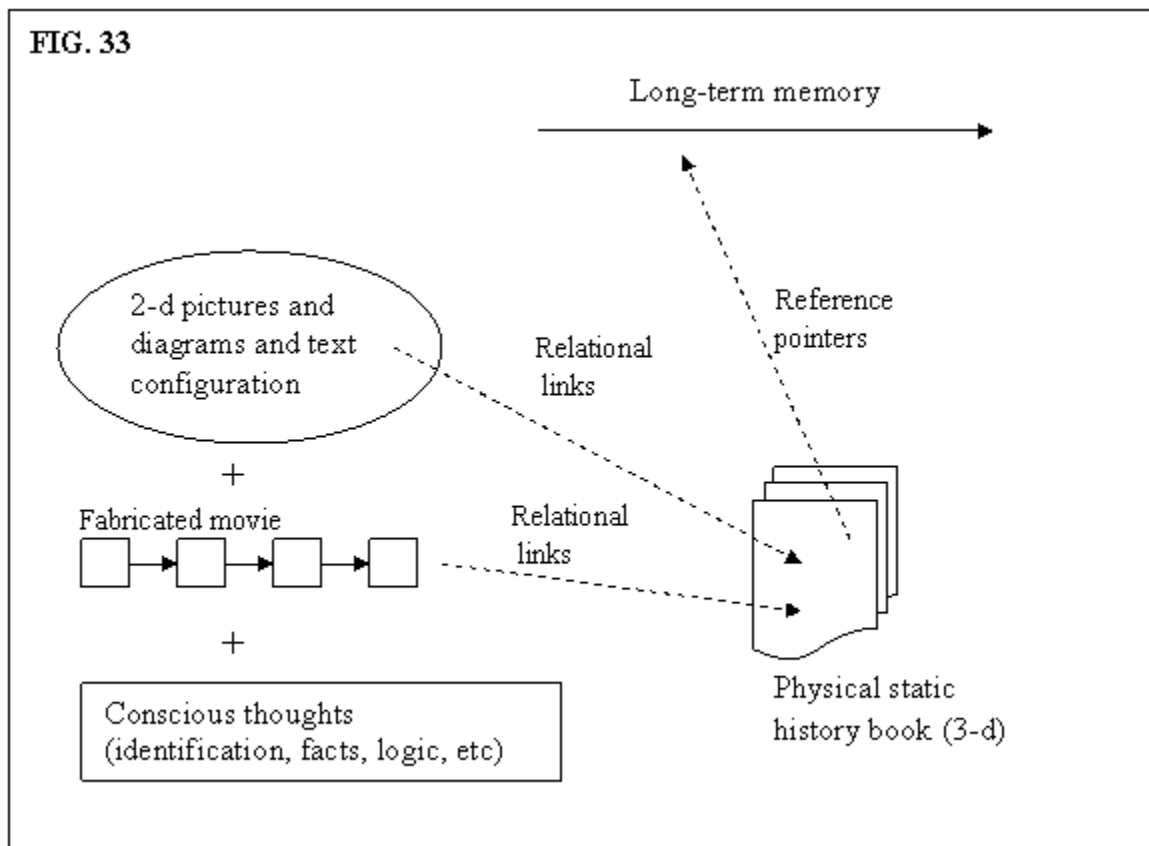 FIG. 33
Long-term memory
Reference
pointers
2-d pictures and
diagrams and text
configuration
Relational
links
+
Fabricated movie
Relational
links
+
Conscious thoughts
(identification, facts, logic, etc)
Physical static
history book (3-d)